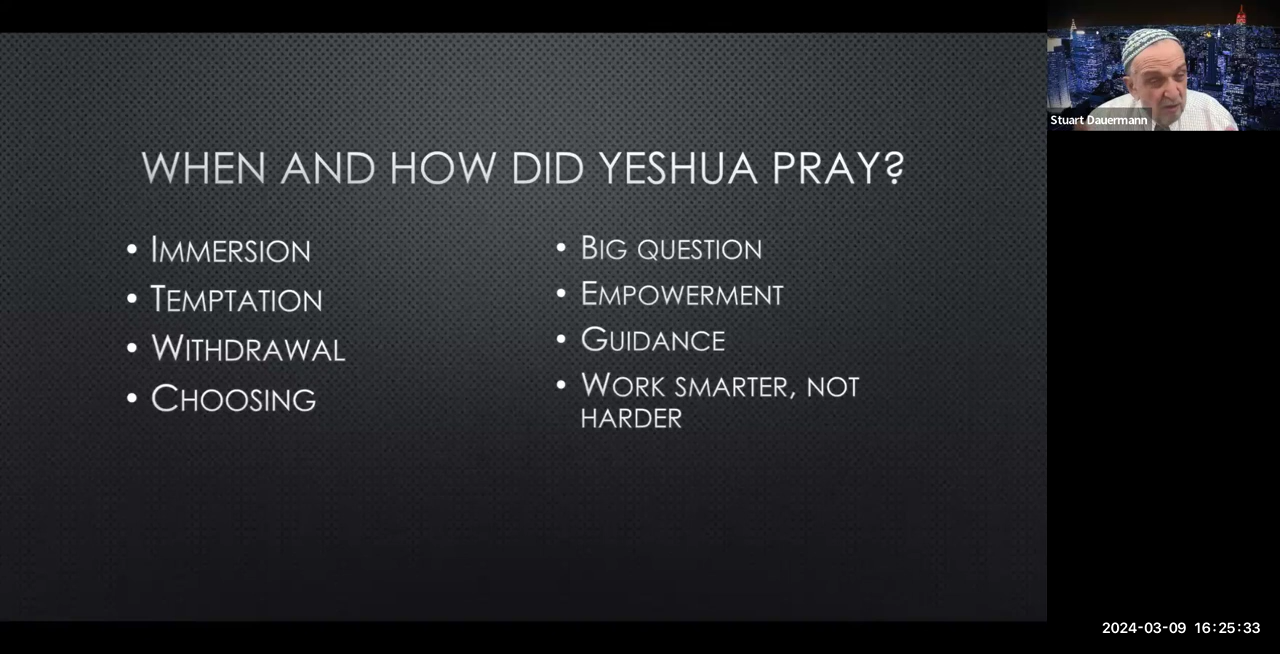 WHEN AND HOW DID YESHUA PRAY?
• IMMERSION
• TEMPTATION
• WITHDRAWAL
• CHOOSING
• BIG QUESTION
• EMPOWERMENT
• GUIDANCE
• WORK SMARTER, NOT
HARDER
Stuart Dauermann
2024-03-09 16:25:33